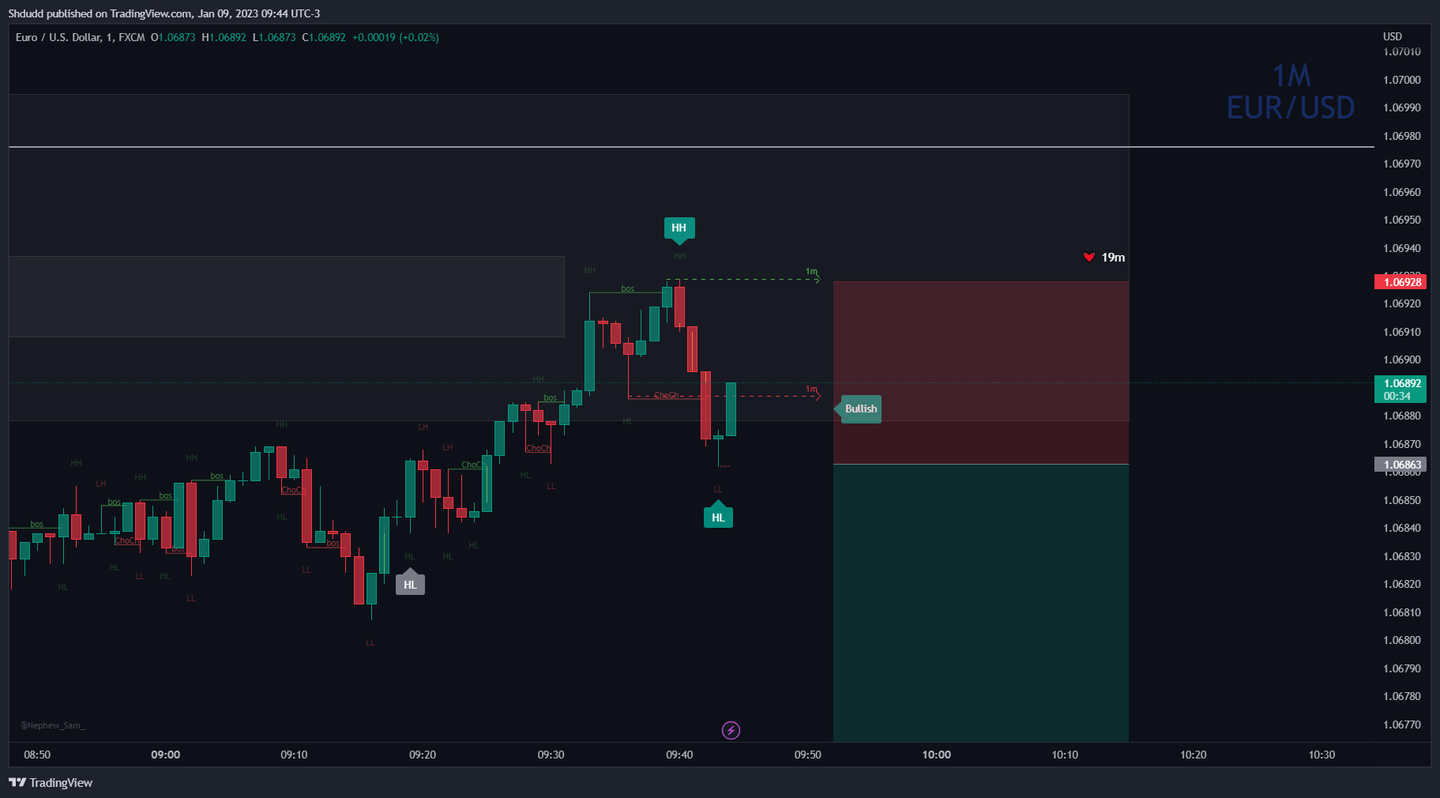 Shdudd published on TradingView.com, Jan 09, 2023 09:44 UTC-3
Euro / U.S. Dollar, 1, FXCM O1.06873 H1.06892 L1.06873 C1.06892 +0.00019 (+0.02%)
USD
1.07010
1M
1.07000
EUR/USD
1.06990
1.06980
1.06970
1.06960
1.06950
HH
1.06940
HH
19m
HH
1m
1.06928
bos
1.06920
1.06910
1.06900
HH
1m
1.06892
00:34
ChoCh
bos
Bullish
1.06880
HL
HH
LH
LH
ChoCh
1.06870
HH
HH
HH
ChoC
1.06863
bos
LH
HL
LL
ChoCh
LL
1.06850
bos
bos
HL
HL
1.06840
bos
ChoCh
bos
bos
HL
HL
HL
1.06830
HL
LL
HL
LL
HL
HL
1.06820
LL
1.06810
LL
1.06800
1.06790
1.06780
@Nephew_Sam_
1.06770
08:50 09:00 09:10 09:20 09:30 09:40 09:50 10:00 10:10 10:20 10:30
TradingView